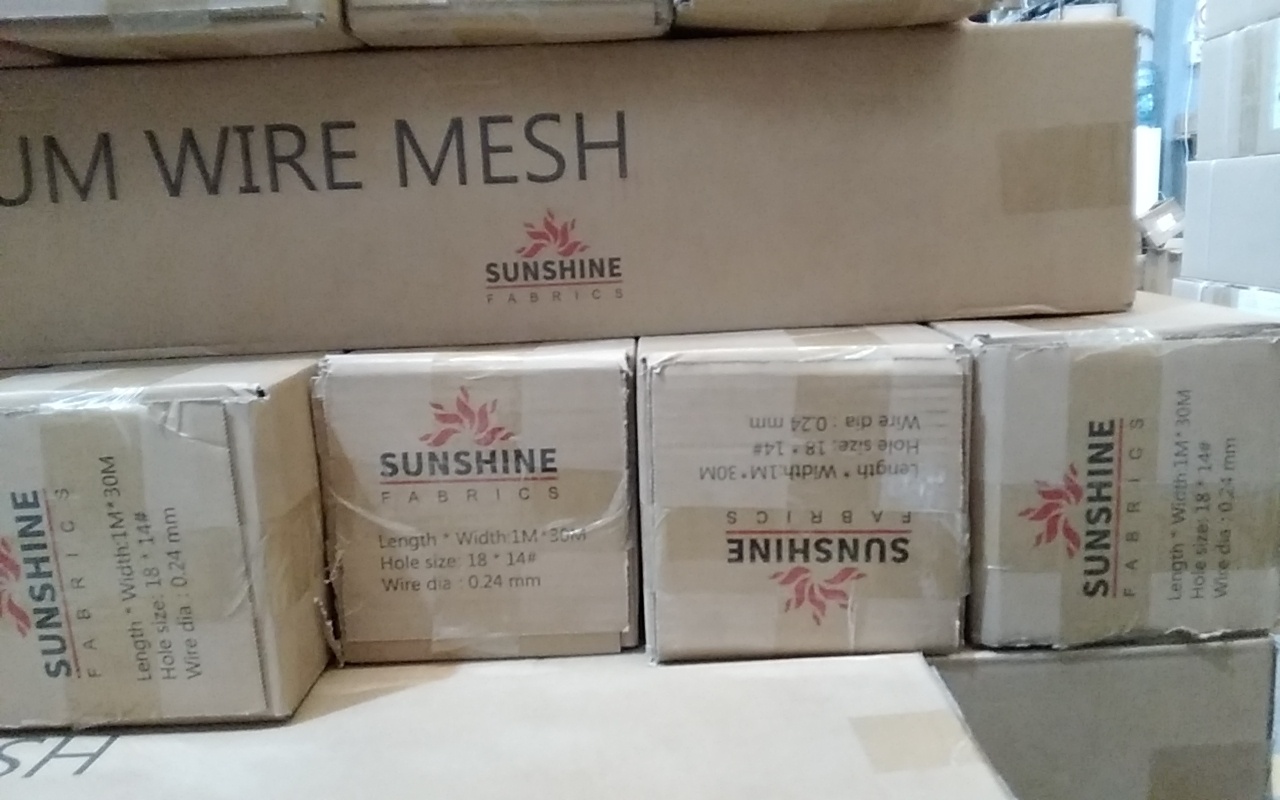 UM WIRE MESH
SUNSHINE
FABRICS
SUNSHINE
FABRICS
Length * Width:1M*30M
Hole size: 18 * 14#
Wire dia : 0.24 mm
SUNSHINE
FABRICS
Length * Width:1M*30M
Hole size: 18 * 14#
Wire dia : 0.24 mm
SUNSHINE
FABRICS
Length * Width:1M*30M
Hole size: 18 * 14#
Wire dia : 0.24 mm
SUNSHINE
FABRICS
Length * Width:1M*30M
Hole size: 18 * 14#
Wire dia : 0.24 mm
SH